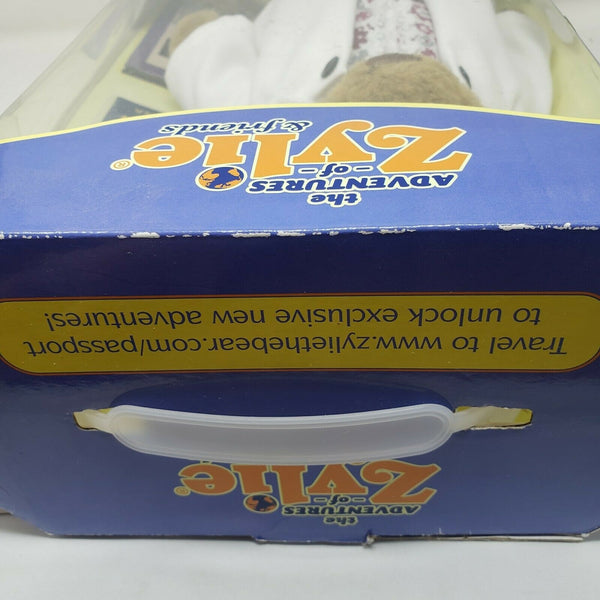 the
ADVENTURES
-of-
Zylie®
& friends
Travel to www.zyliethebear.com/passport
to unlock exclusive new adventures!
the
ADVENTURES
-of-
Zylie®